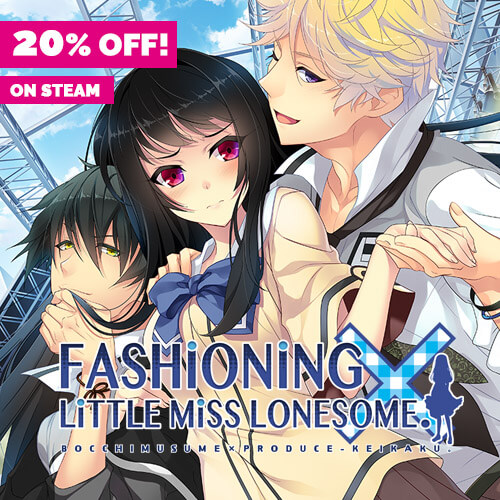 20% OFF!
ON STEAM
FASHiONiNG
LiTTLE MiSS LONESOME.
BOCCHIMUSUME×PRODUCE-KEIKAKU.